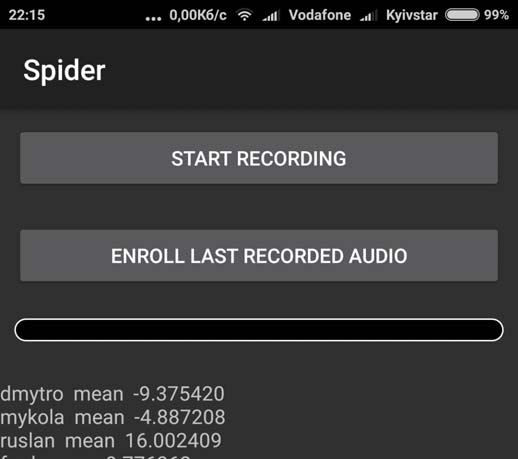 22:15 ... 0,00К6/с Vodafone Kyivstar 99%
Spider
START RECORDING
ENROLL LAST RECORDED AUDIO
dmytro mean -9.375420
mykola mean -4.887208
ruslan mean 16.002409